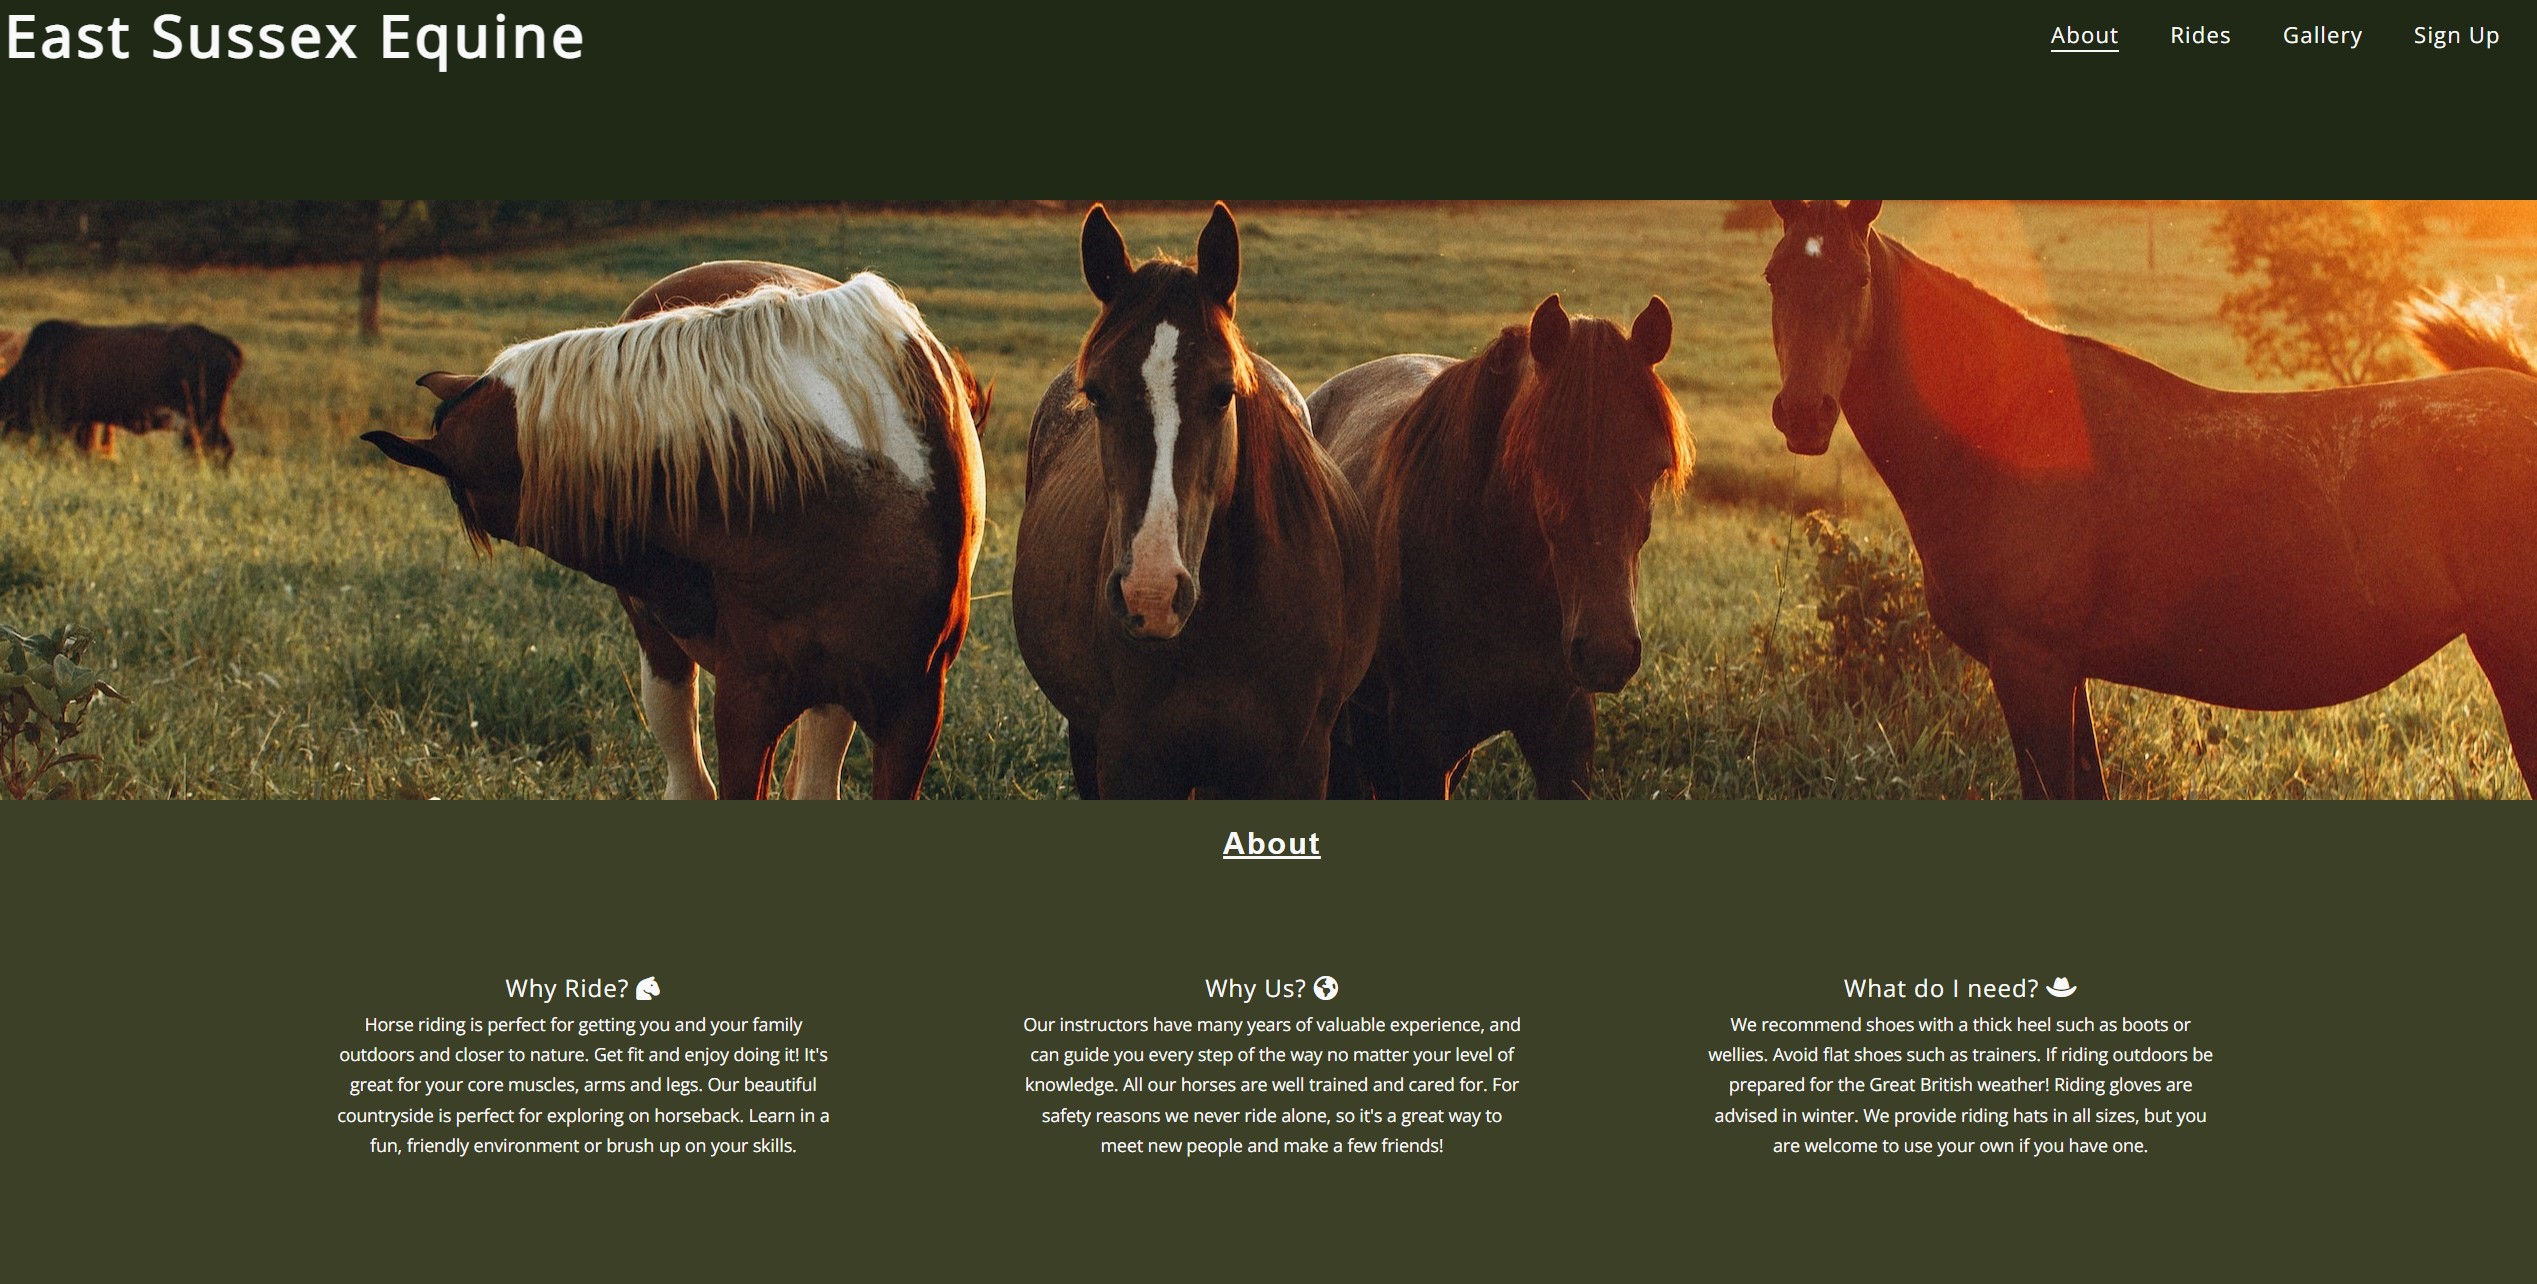 East Sussex Equine
About Rides Gallery Sign Up
About
Why Ride?
Horse riding is perfect for getting you and your family
outdoors and closer to nature. Get fit and enjoy doing it! It's
great for your core muscles, arms and legs. Our beautiful
countryside is perfect for exploring on horseback. Learn in a
fun, friendly environment or brush up on your skills.
Why Us?
Our instructors have many years of valuable experience, and
can guide you every step of the way no matter your level of
knowledge. All our horses are well trained and cared for. For
safety reasons we never ride alone, so it's a great way to
meet new people and make a few friends!
What do I need?
We recommend shoes with a thick heel such as boots or
wellies. Avoid flat shoes such as trainers. If riding outdoors be
prepared for the Great British weather! Riding gloves are
advised in winter. We provide riding hats in all sizes, but you
are welcome to use your own if you have one.